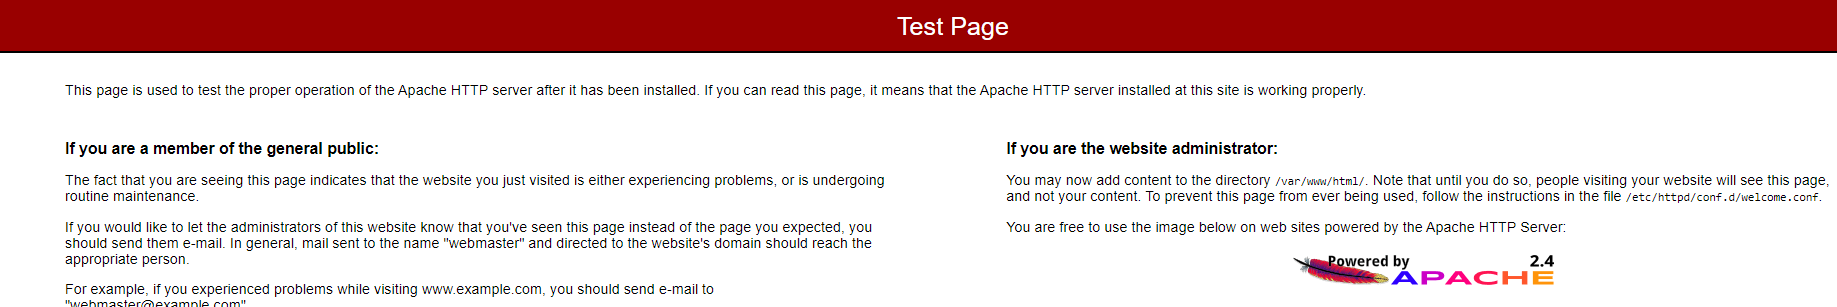 Test Page
This page is used to test the proper operation of the Apache HTTP server after it has been installed. If you can read this page, it means that the Apache HTTP server installed at this site is working properly.
If you are a member of the general public:
The fact that you are seeing this page indicates that the website you just visited is either experiencing problems, or is undergoing
routine maintenance.
If you would like to let the administrators of this website know that you've seen this page instead of the page you expected, you
should send them e-mail. In general, mail sent to the name "webmaster" and directed to the website's domain should reach the
appropriate person.
For example, if you experienced problems while visiting www.example.com, you should send e-mail to
"webmaster@example.com".
If you are the website administrator:
You may now add content to the directory /var/www/html/. Note that until you do so, people visiting your website will see this page,
and not your content. To prevent this page from ever being used, follow the instructions in the file /etc/httpd/conf.d/welcome.conf.
You are free to use the image below on web sites powered by the Apache HTTP Server:
Powered by 2.4
APACHE